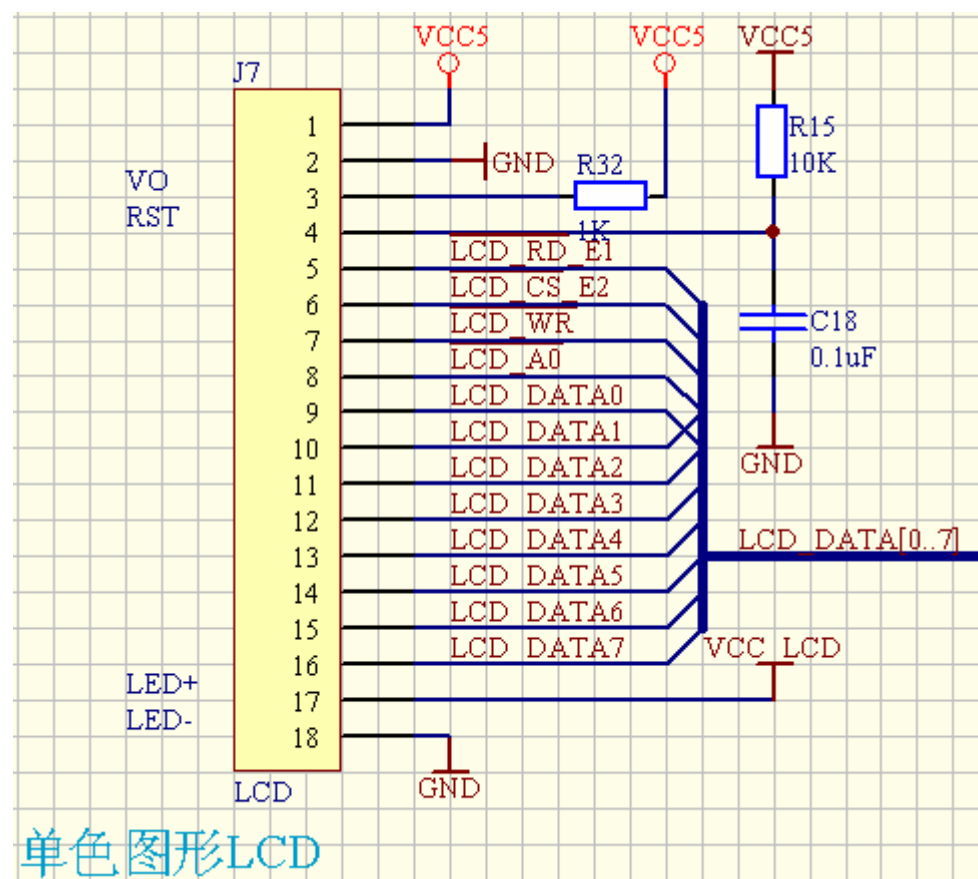 VCC5
VCC5
VCC5
J7
1
R15
10K
2
GND
R32
VO
3
RST
4
1K
LCD_RD_E1
5
LCD_CS_E2
6
LCD_WR
7
C18
0.1uF
LCD_A0
8
LCD_DATA0
9
LCD_DATA1
10
GND
LCD_DATA2
11
LCD_DATA3
12
LCD_DATA4
13
LCD_DATA[0..7]
LCD_DATA5
14
LCD_DATA6
15
LCD_DATA7
16
VCC_LCD
LED+
17
LED-
18
LCD
GND
单色图形LCD